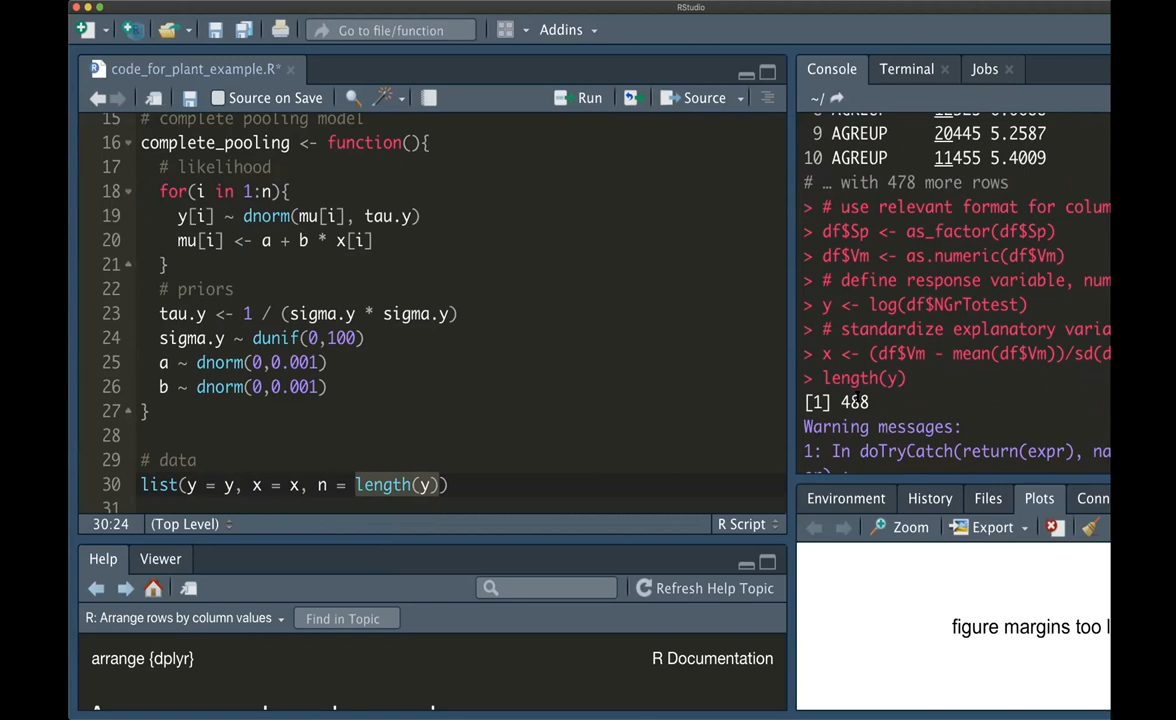 RStudio
Go to file/function
Addins
code_for_plant_example.R*
Source on Save
Run
Source
15 # complete pooling model
16 complete_pooling <- function(){
17 # likelihood
18 for(i in 1:n){
19 y[i] ~ dnorm(mu[i], tau.y)
20 mu[i] <- a + b * x[i]
21 }
22 # priors
23 tau.y <- 1 / (sigma.y * sigma.y)
24 sigma.y ~ dunif(0,100)
25 a ~ dnorm(0,0.001)
26 b ~ dnorm(0,0.001)
27 }
28
29 # data
30 list(y = y, x = x, n = length(y))
31
30:24 (Top Level) R Script
Help Viewer
Refresh Help Topic
R: Arrange rows by column values Find in Topic
arrange {dplyr} R Documentation
Console Terminal Jobs
~/
9 AGREUP 20445 5.2587
10 AGREUP 11455 5.4009
# … with 478 more rows
> # use relevant format for colum
> df$Sp <- as_factor(df$Sp)
> df$Vm <- as.numeric(df$Vm)
> # define response variable, num
> y <- log(df$NGrTotest)
> # standardize explanatory varia
> x <- (df$Vm - mean(df$Vm))/sd(d
> length(y)
[1] 488
Warning messages:
1: In doTryCatch(return(expr), na
Environment History Files Plots Conn
Zoom Export
figure margins too l